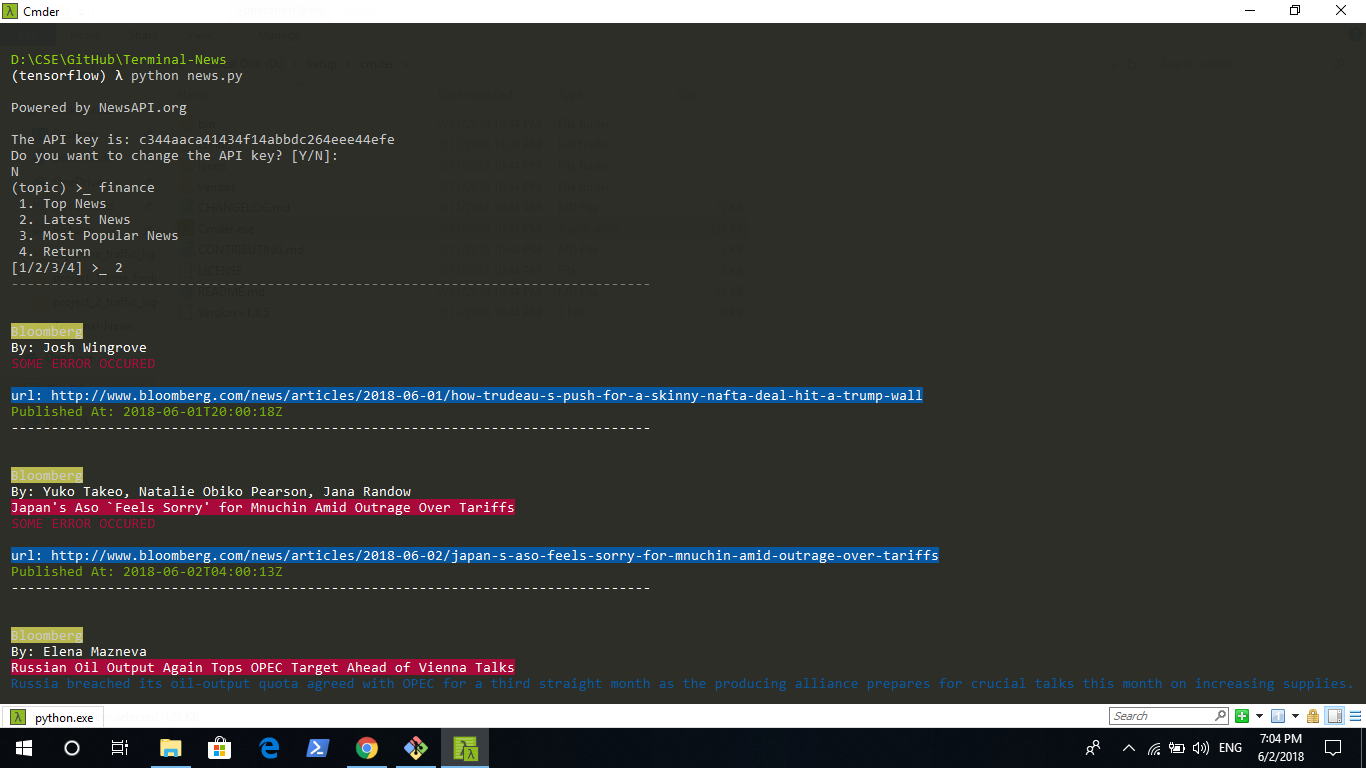 Cmder
D:\CSE\GitHub\Terminal-News
(tensorflow) λ python news.py
Powered by NewsAPI.org
The API key is: c344aaca41434f14abbdc264eee44efe
Do you want to change the API key? [Y/N]:
N
(topic) >_ finance
1. Top News
2. Latest News
3. Most Popular News
4. Return
[1/2/3/4] >_ 2
--------------------------------------------------------------------------------
Bloomberg
By: Josh Wingrove
SOME ERROR OCCURED
url: http://www.bloomberg.com/news/articles/2018-06-01/how-trudeau-s-push-for-a-skinny-nafta-deal-hit-a-trump-wall
Published At: 2018-06-01T20:00:18Z
--------------------------------------------------------------------------------
Bloomberg
By: Yuko Takeo, Natalie Obiko Pearson, Jana Randow
Japan's Aso `Feels Sorry' for Mnuchin Amid Outrage Over Tariffs
SOME ERROR OCCURED
url: http://www.bloomberg.com/news/articles/2018-06-02/japan-s-aso-feels-sorry-for-mnuchin-amid-outrage-over-tariffs
Published At: 2018-06-02T04:00:13Z
--------------------------------------------------------------------------------
Bloomberg
By: Elena Mazneva
Russian Oil Output Again Tops OPEC Target Ahead of Vienna Talks
Russia breached its oil-output quota agreed with OPEC for a third straight month as the producing alliance prepares for crucial talks this month on increasing supplies.
python.exe
Search
ENG
7:04 PM
6/2/2018